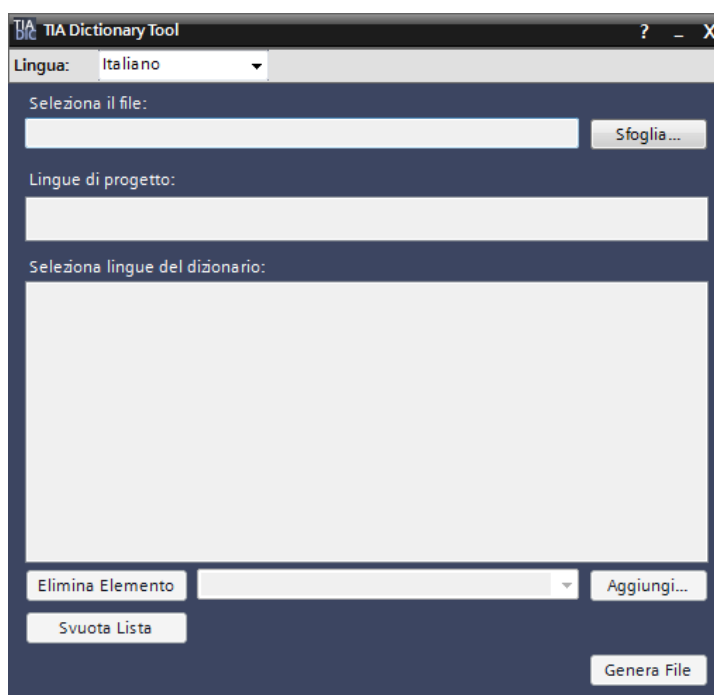 TIA DIC TIA Dictionary Tool ? _ X
Lingua: Italiano
Seleziona il file:
Sfoglia...
Lingue di progetto:
Seleziona lingue del dizionario:
Elimina Elemento Aggiungi...
Svuota Lista
Genera File